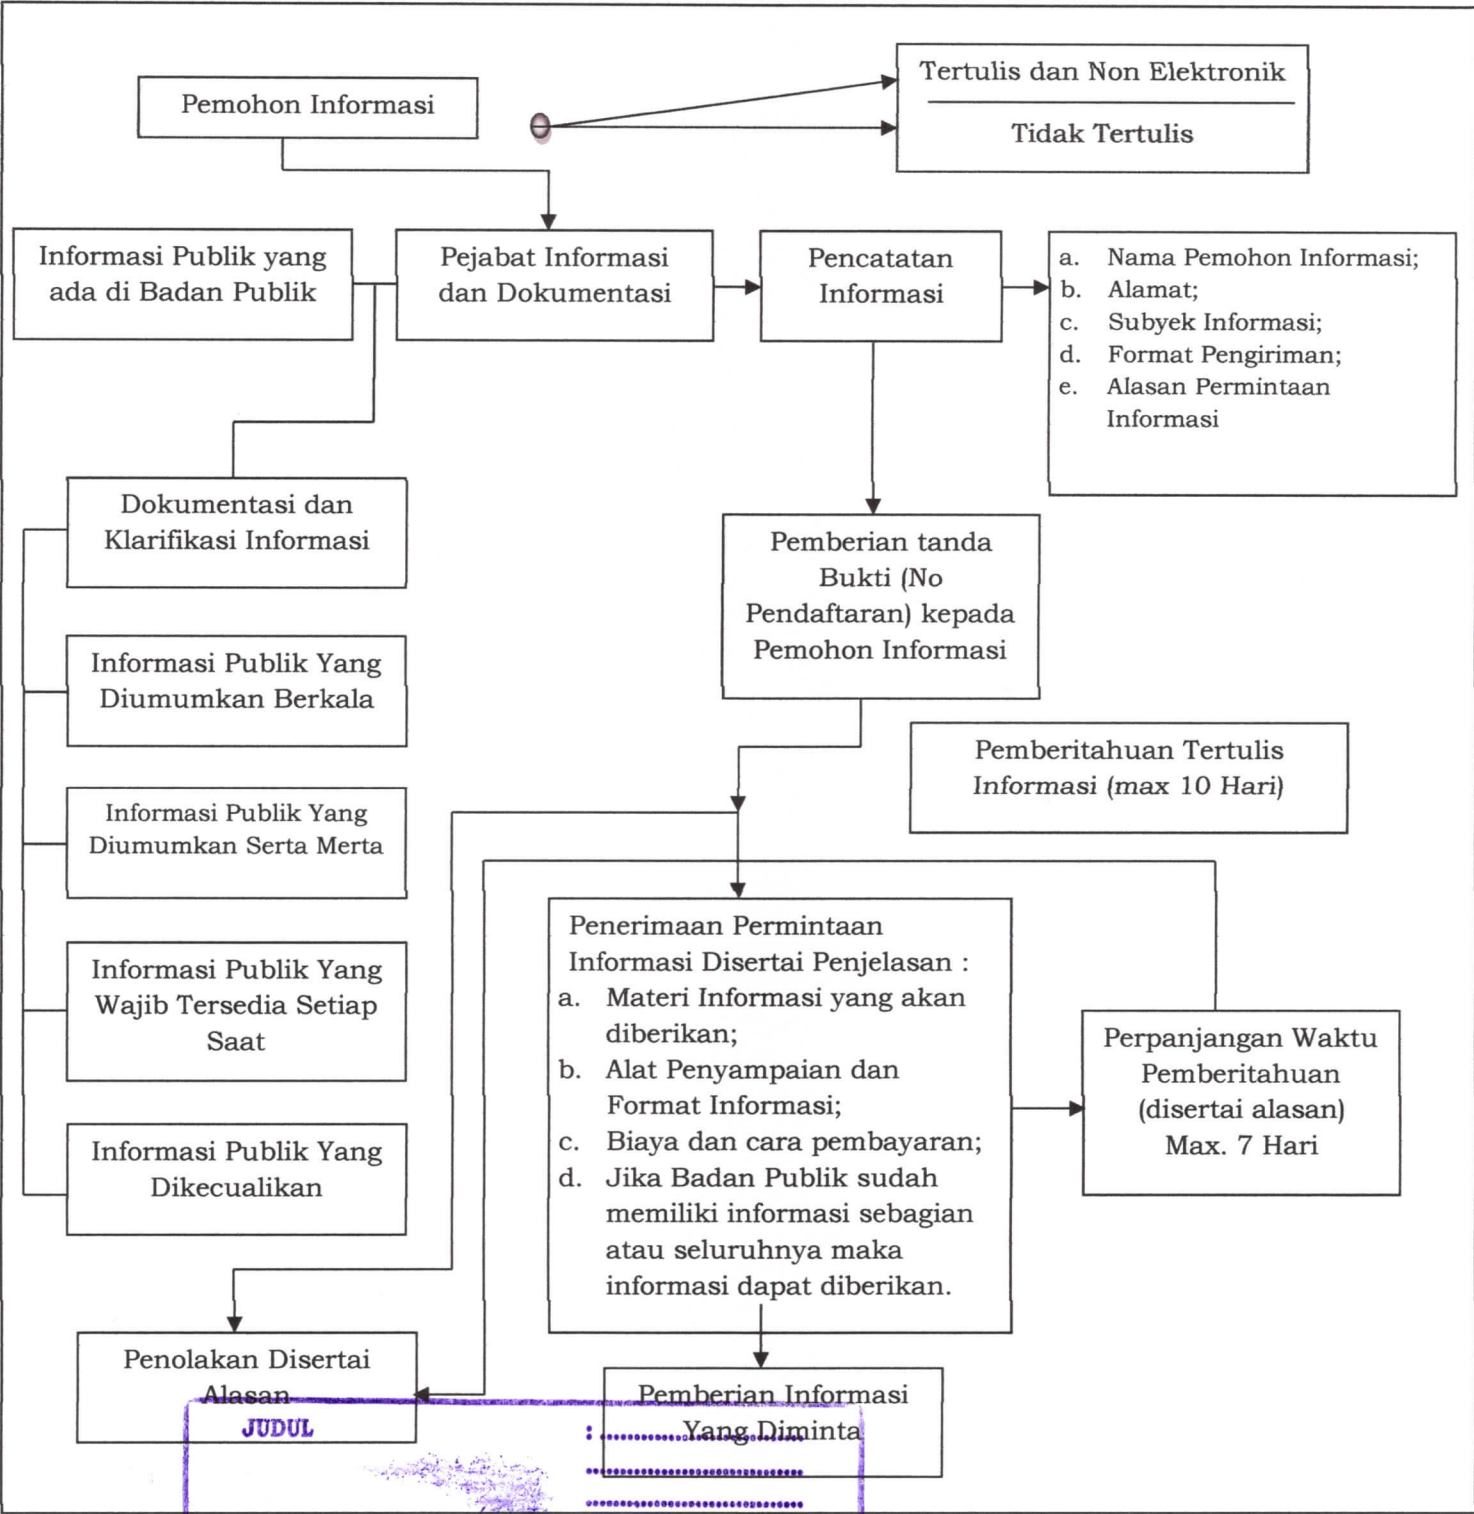 Pemohon Informasi
Tertulis dan Non Elektronik
Tidak Tertulis
Informasi Publik yang
ada di Badan Publik
Pejabat Informasi
dan Dokumentasi
Pencatatan
Informasi
a. Nama Pemohon Informasi;
b. Alamat;
c. Subyek Informasi;
d. Format Pengiriman;
e. Alasan Permintaan
Informasi
Dokumentasi dan
Klarifikasi Informasi
Pemberian tanda
Bukti (No
Pendaftaran) kepada
Pemohon Informasi
Informasi Publik Yang
Diumumkan Berkala
Pemberitahuan Tertulis
Informasi (max 10 Hari)
Informasi Publik Yang
Diumumkan Serta Merta
Penerimaan Permintaan
Informasi Disertai Penjelasan :
a. Materi Informasi yang akan
diberikan;
b. Alat Penyampaian dan
Format Informasi;
c. Biaya dan cara pembayaran;
d. Jika Badan Publik sudah
memiliki informasi sebagian
atau seluruhnya maka
informasi dapat diberikan.
Informasi Publik Yang
Wajib Tersedia Setiap
Saat
Perpanjangan Waktu
Pemberitahuan
(disertai alasan)
Max. 7 Hari
Informasi Publik Yang
Dikecualikan
Penolakan Disertai
Alasan
Pemberian Informasi
Yang Diminta
JUDUL :